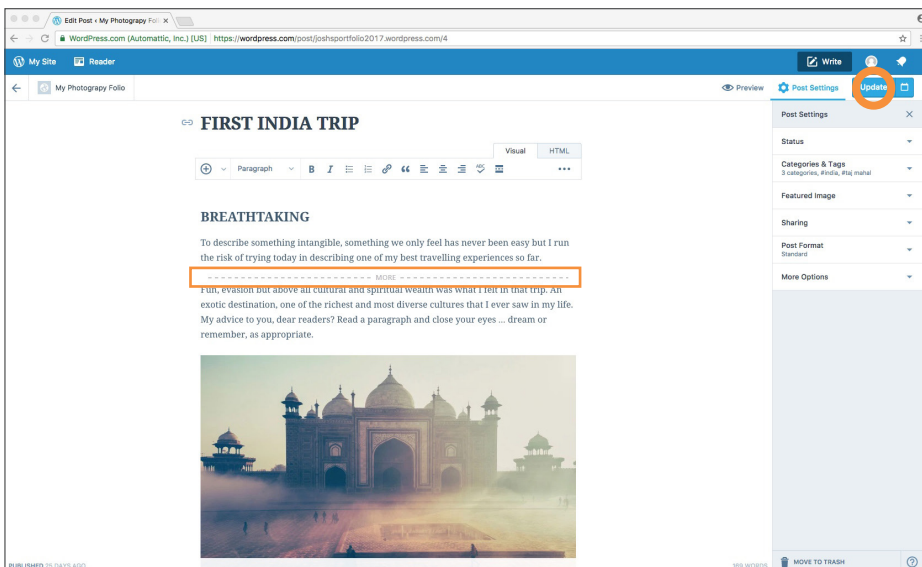 Edit Post ‹ My Photograpy Foli
WordPress.com (Automattic, Inc.) [US] https://wordpress.com/post/joshsportfolio2017.wordpress.com/4
My Site Reader Write
My Photograpy Folio Preview Post Settings Update
FIRST INDIA TRIP
Visual HTML
Paragraph B I ABC
BREATHTAKING
To describe something intangible, something we only feel has never been easy but I run
the risk of trying today in describing one of my best travelling experiences so far.
MORE
Fun, evasion but above all cultural and spiritual wealth was what I felt in that trip. An
exotic destination, one of the richest and most diverse cultures that I ever saw in my life.
My advice to you, dear readers? Read a paragraph and close your eyes ... dream or
remember, as appropriate.
Post Settings
Status
Categories & Tags
3 categories, #india, #taj mahal
Featured Image
Sharing
Post Format
Standard
More Options
PUBLISHED 25 DAYS AGO WORDS MOVE TO TRASH